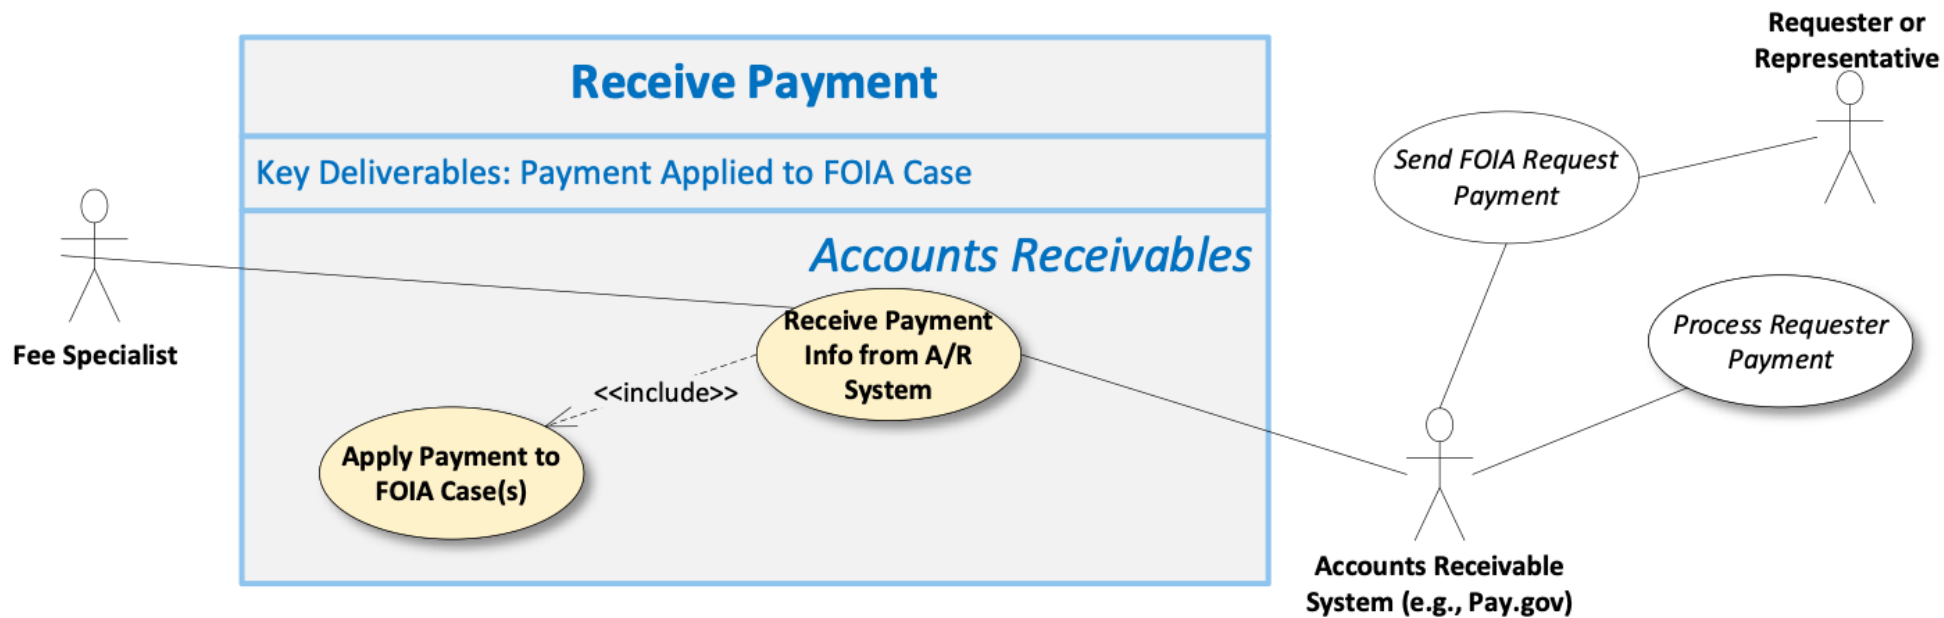 Receive Payment
Key Deliverables: Payment Applied to FOIA Case
Accounts Receivables
Fee Specialist
Receive Payment
Info from A/R
System
<<include>>
Apply Payment to
FOIA Case(s)
Requester or
Representative
Send FOIA Request
Payment
Process Requester
Payment
Accounts Receivable
System (e.g., Pay.gov)